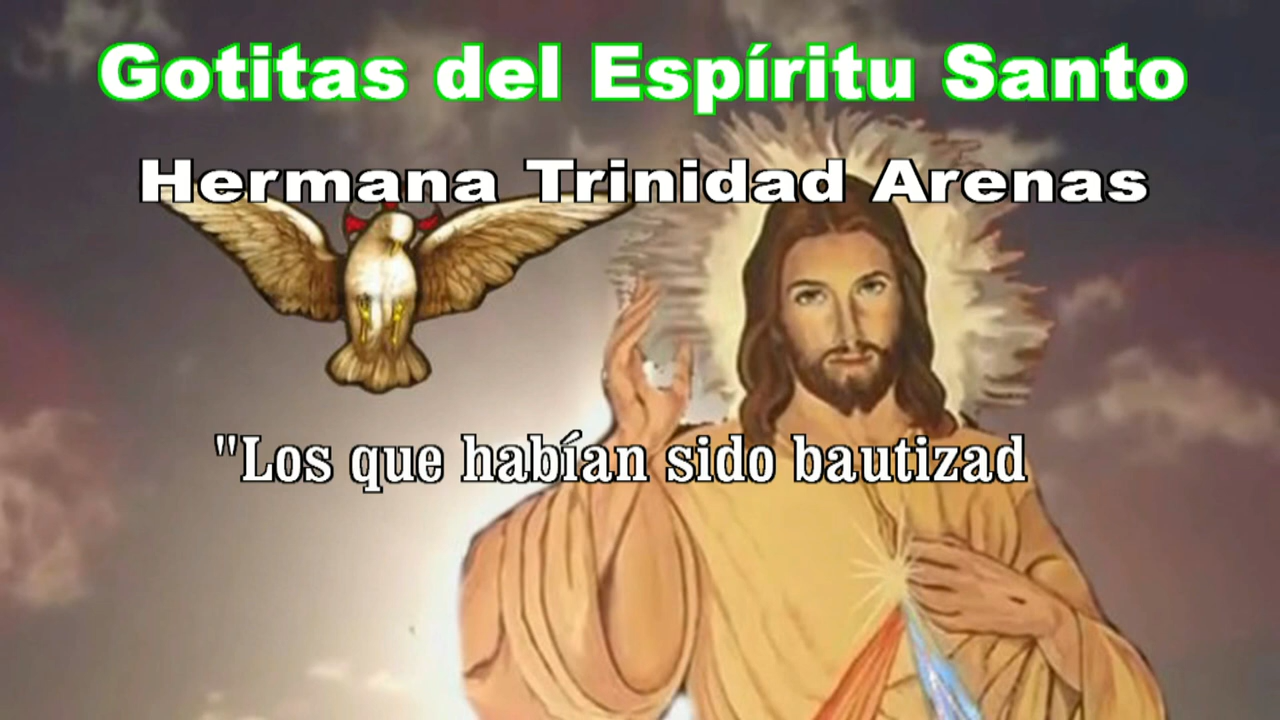 Gotitas del Espíritu Santo
Hermana Trinidad Arenas
"Los que habían sido bautizad